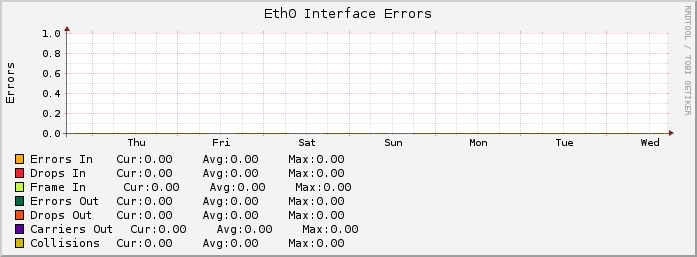 Eth0 Interface Errors
RRDTOOL / TOBI OETIKER
Errors
1.0
0.8
0.6
0.4
0.2
0.0
Thu Fri Sat Sun Mon Tue Wed
Errors In Cur:0.00 Avg:0.00 Max:0.00
Drops In Cur:0.00 Avg:0.00 Max:0.00
Frame In Cur:0.00 Avg:0.00 Max:0.00
Errors Out Cur:0.00 Avg:0.00 Max:0.00
Drops Out Cur:0.00 Avg:0.00 Max:0.00
Carriers Out Cur:0.00 Avg:0.00 Max:0.00
Collisions Cur:0.00 Avg:0.00 Max:0.00